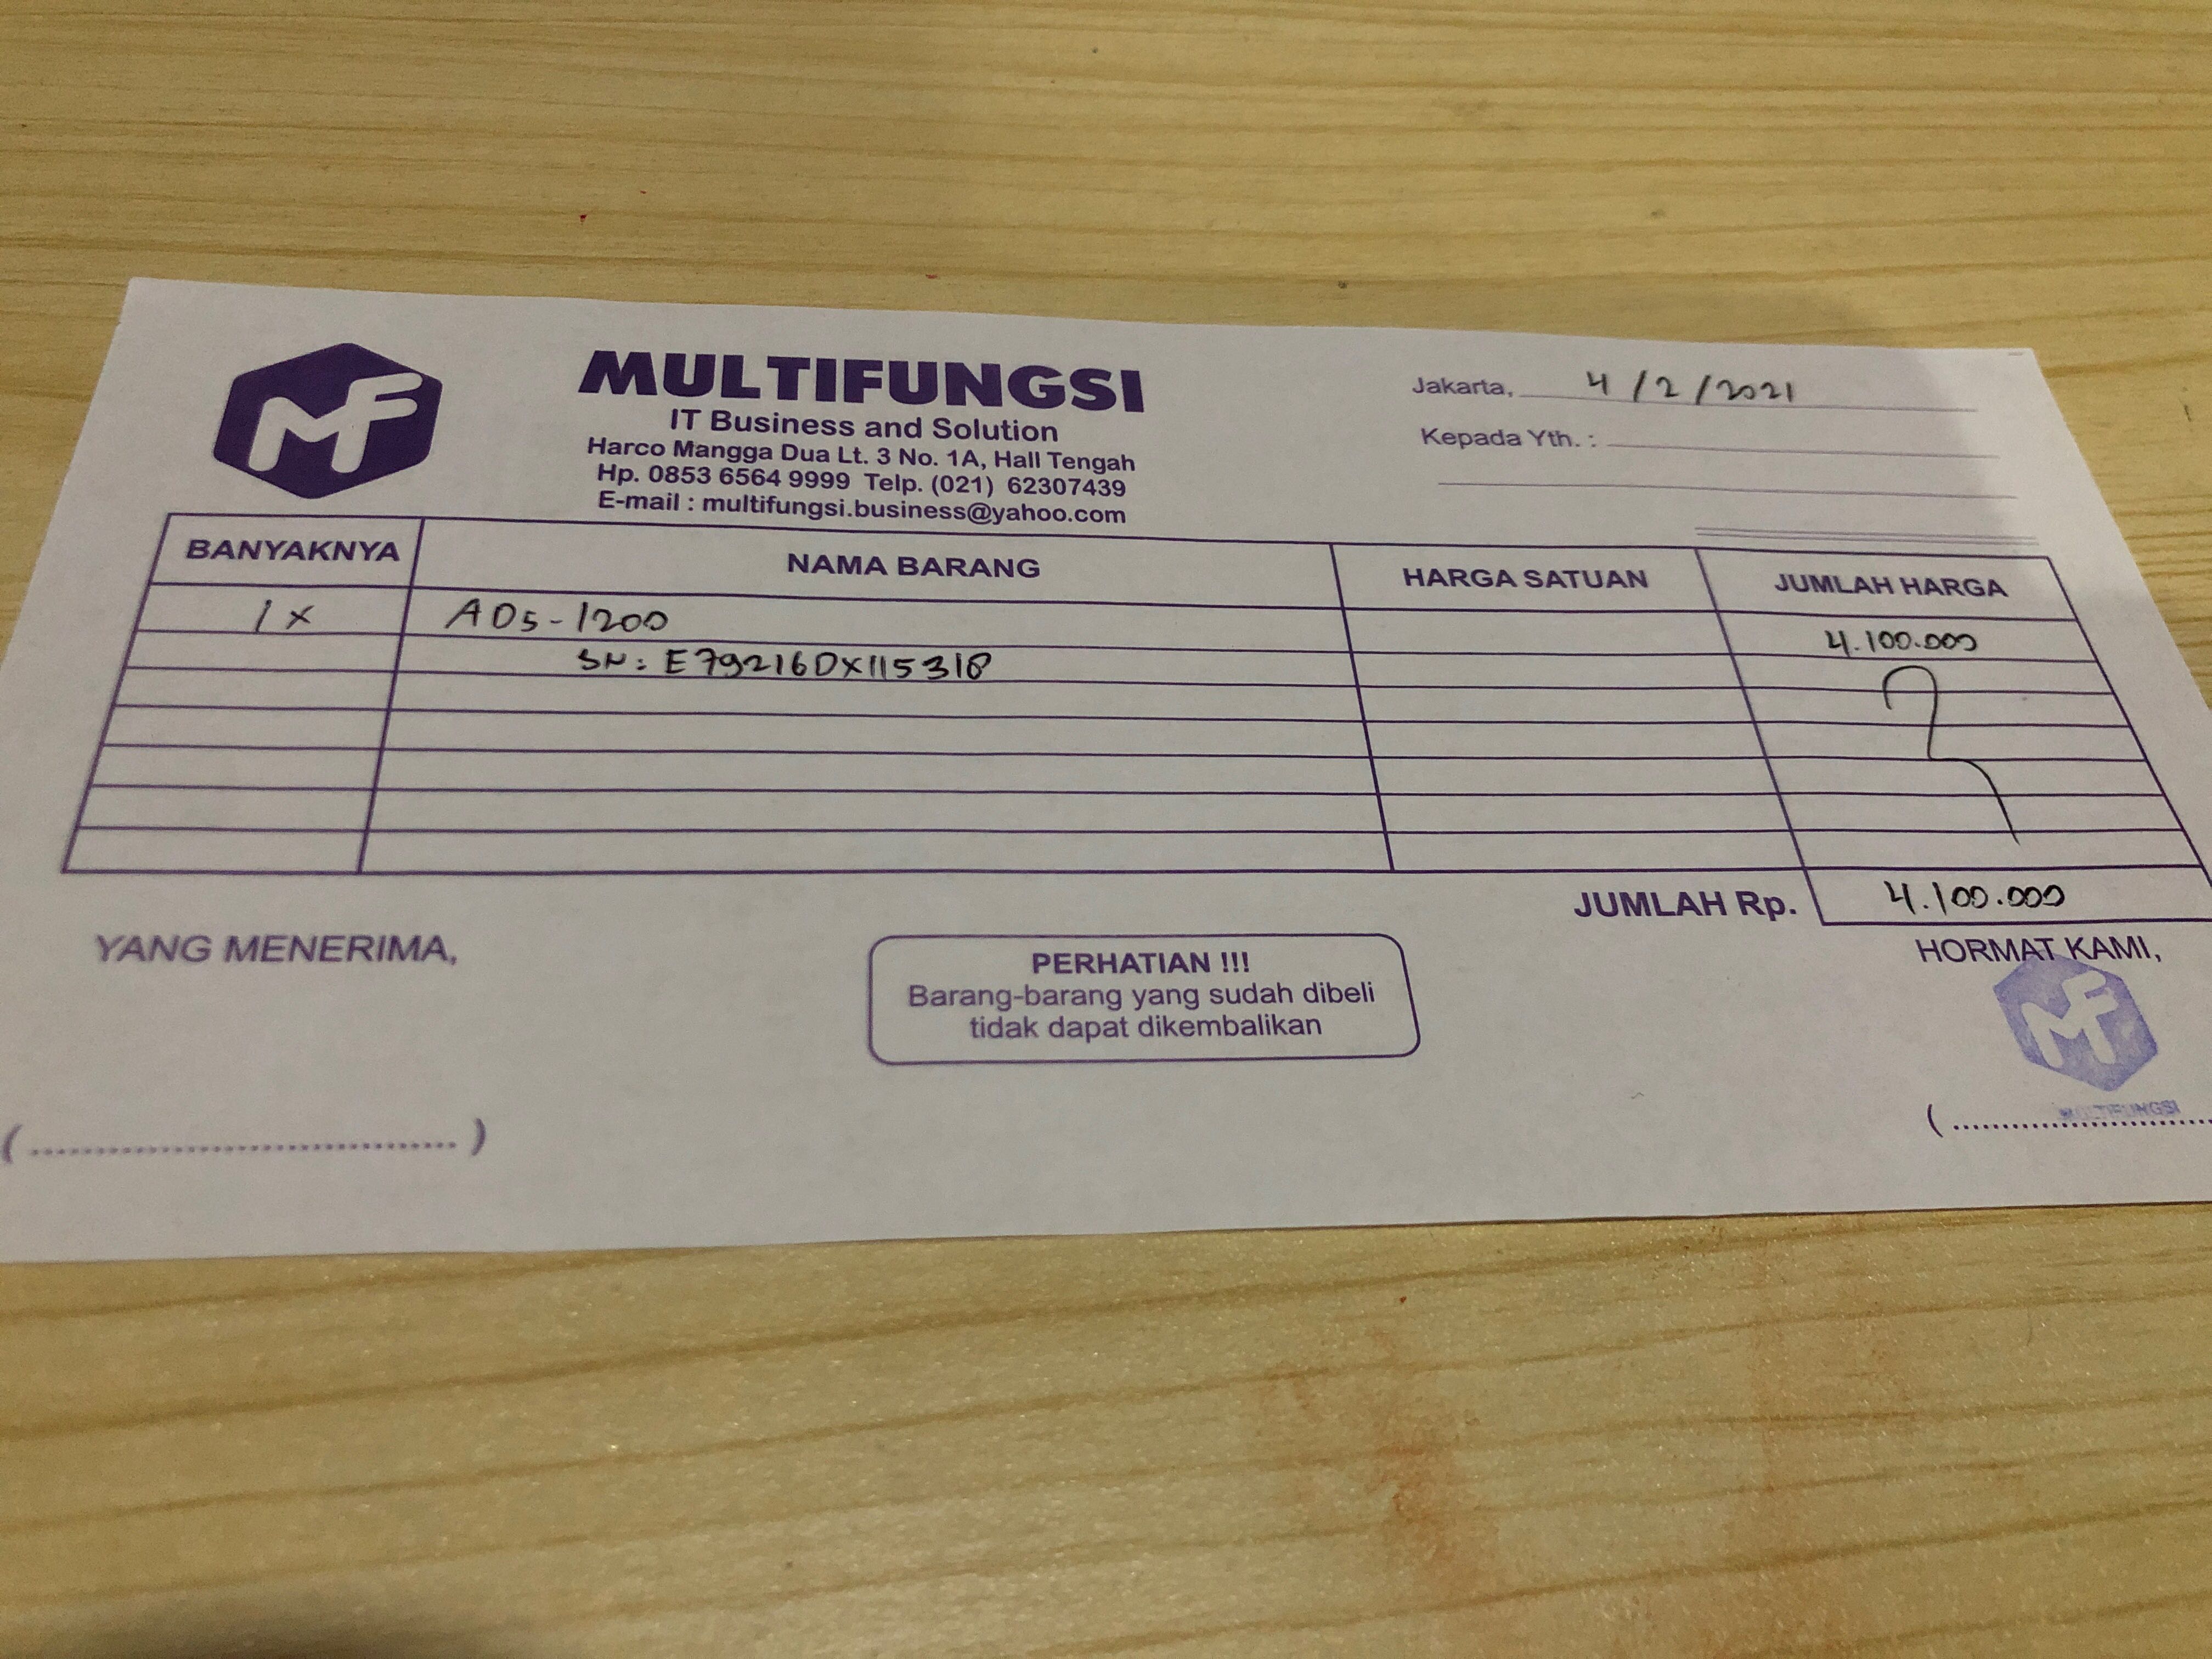 MF
MULTIFUNGSI
IT Business and Solution
Harco Mangga Dua Lt. 3 No. 1A, Hall Tengah
Hp. 0853 6564 9999 Telp. (021) 62307439
E-mail : multifungsi.business@yahoo.com
Jakarta, 4/2/2021
Kepada Yth. :
BANYAKNYA NAMA BARANG HARGA SATUAN JUMLAH HARGA
1x ADS-1200 4.100.000
SN: E79216DX115318
JUMLAH Rp. 4.100.000
YANG MENERIMA,
PERHATIAN !!!
Barang-barang yang sudah dibeli
tidak dapat dikembalikan
HORMAT KAMI,
MF
MULTIFUNGSI